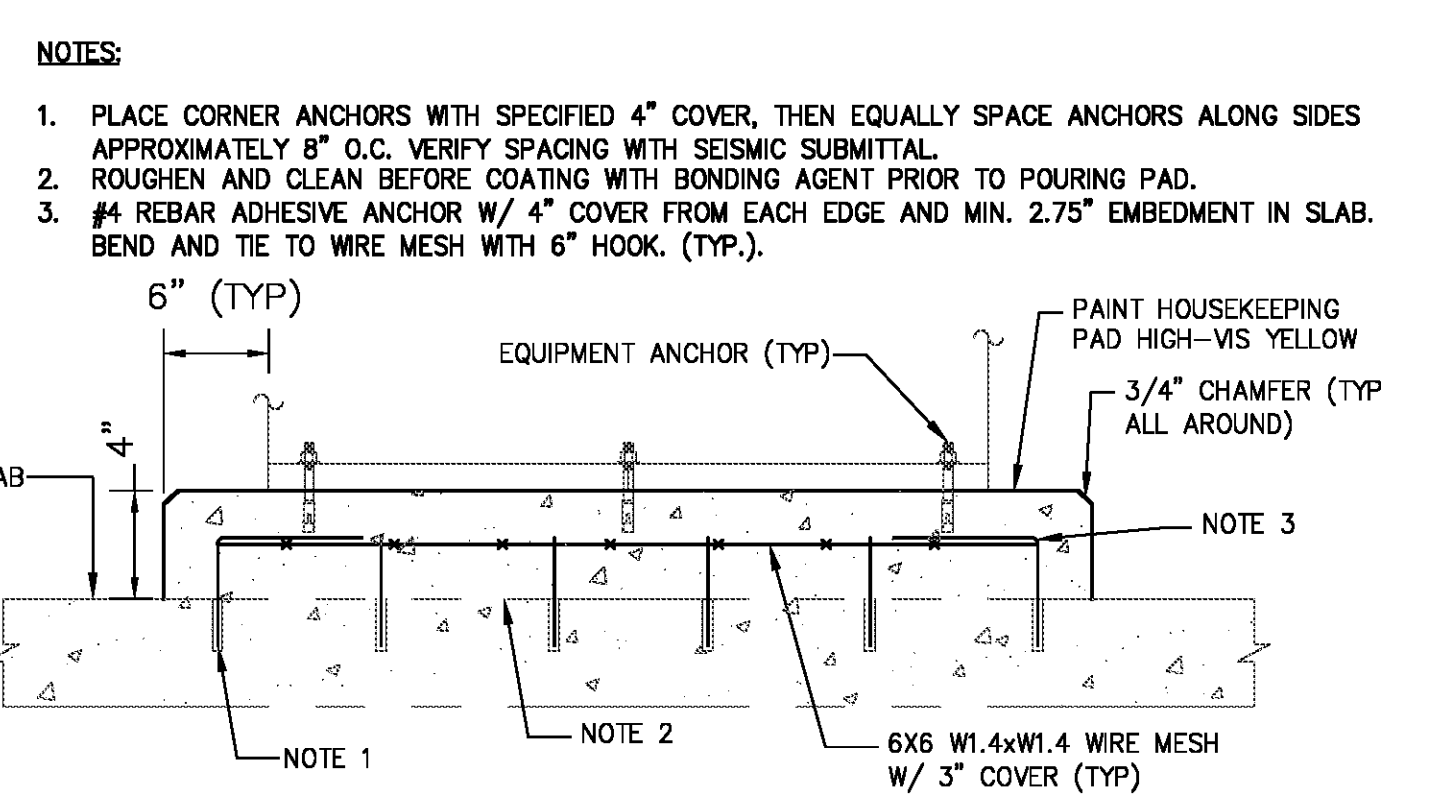 NOTES:
1. PLACE CORNER ANCHORS WITH SPECIFIED 4" COVER, THEN EQUALLY SPACE ANCHORS ALONG SIDES
APPROXIMATELY 8" O.C. VERIFY SPACING WITH SEISMIC SUBMITTAL.
2. ROUGHEN AND CLEAN BEFORE COATING WITH BONDING AGENT PRIOR TO POURING PAD.
3. #4 REBAR ADHESIVE ANCHOR W/ 4" COVER FROM EACH EDGE AND MIN. 2.75" EMBEDMENT IN SLAB.
BEND AND TIE TO WIRE MESH WITH 6" HOOK. (TYP.).
6" (TYP)
EQUIPMENT ANCHOR (TYP)
PAINT HOUSEKEEPING
PAD HIGH-VIS YELLOW
3/4" CHAMFER (TYP
ALL AROUND)
4"
AB
NOTE 3
NOTE 1
NOTE 2
6X6 W1.4xW1.4 WIRE MESH
W/ 3" COVER (TYP)